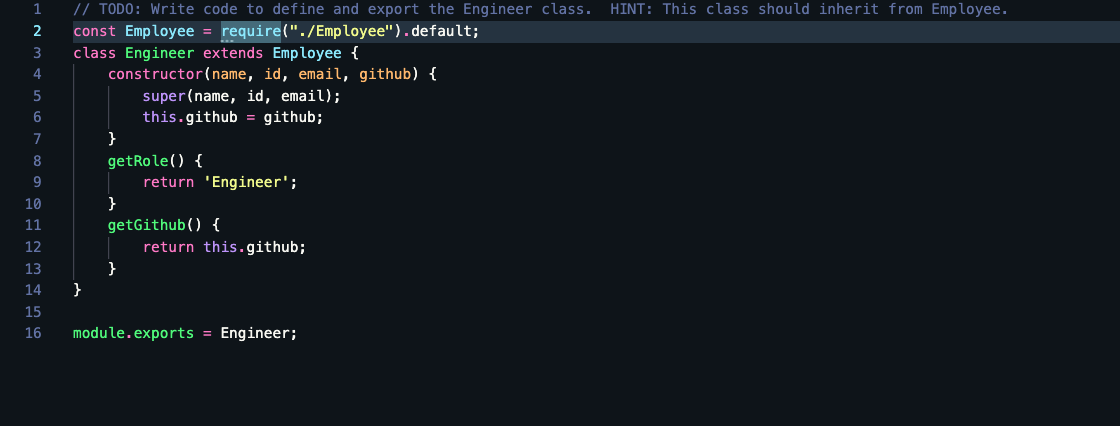 1 // TODO: Write code to define and export the Engineer class.  HINT: This class should inherit from Employee.
2 const Employee = require("./Employee").default;
3 class Engineer extends Employee {
4     constructor(name, id, email, github) {
5         super(name, id, email);
6         this.github = github;
7     }
8     getRole() {
9         return 'Engineer';
10     }
11     getGithub() {
12         return this.github;
13     }
14 }
15
16 module.exports = Engineer;